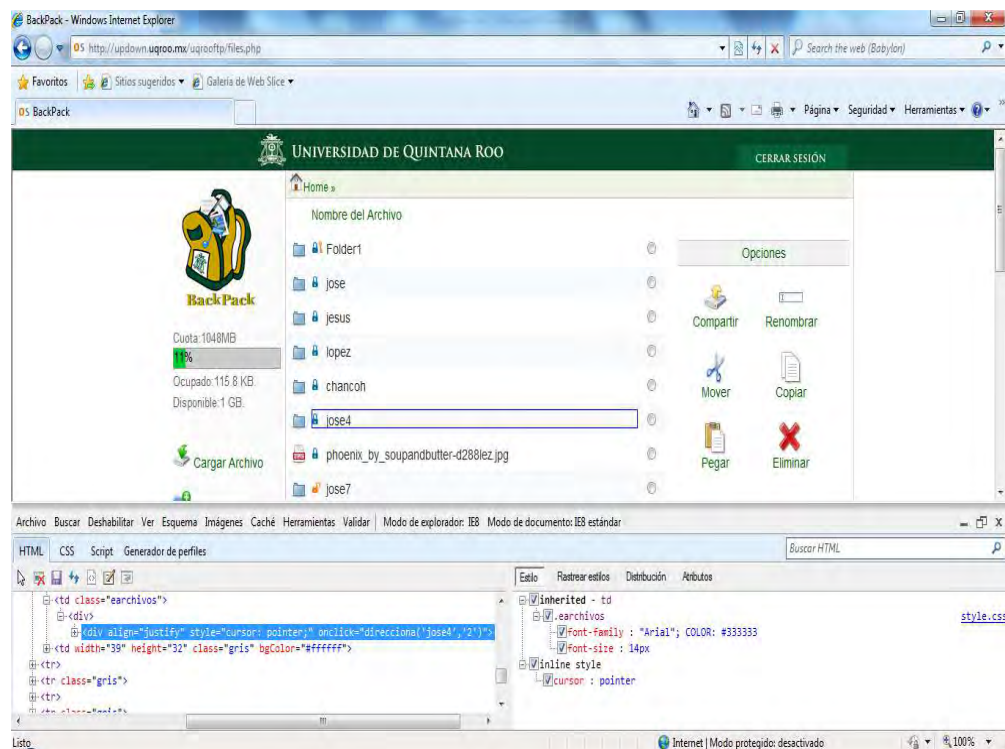 BackPack - Windows Internet Explorer
http://updown.uqroo.mx/uqrooftp/files.php
Search the web (Babylon)
Favoritos Sitios sugeridos Galería de Web Slice
BackPack
Página Seguridad Herramientas
UNIVERSIDAD DE QUINTANA ROO
CERRAR SESIÓN
Home »
Nombre del Archivo
Folder1
jose
jesus
lopez
chancoh
jose4
phoenix_by_soupandbutter-d288lez.jpg
jose7
BackPack
Cuota:1048MB
11%
Ocupado:115.8 KB.
Disponible:1 GB.
Cargar Archivo
Opciones
Compartir Renombrar
Mover Copiar
Pegar Eliminar
Archivo Buscar Deshabilitar Ver Esquema Imágenes Caché Herramientas Validar Modo de explorador: IE8 Modo de documento: IE8 estándar
HTML CSS Script Generador de perfiles
Buscar HTML
Estilo Rastrear estilos Distribución Atributos
<td class="earchivos">
<div>
<div align="justify" style="cursor: pointer;" onclick="direcciona('jose4','2')">
<td width="39" height="32" class="gris" bgColor="#ffffff">
<tr>
<tr class="gris">
<tr>
inherited - td
.earchivos
style.css
font-family : "Arial"; COLOR: #333333
font-size : 14px
inline style
cursor : pointer
Listo
Internet | Modo protegido: desactivado
100%